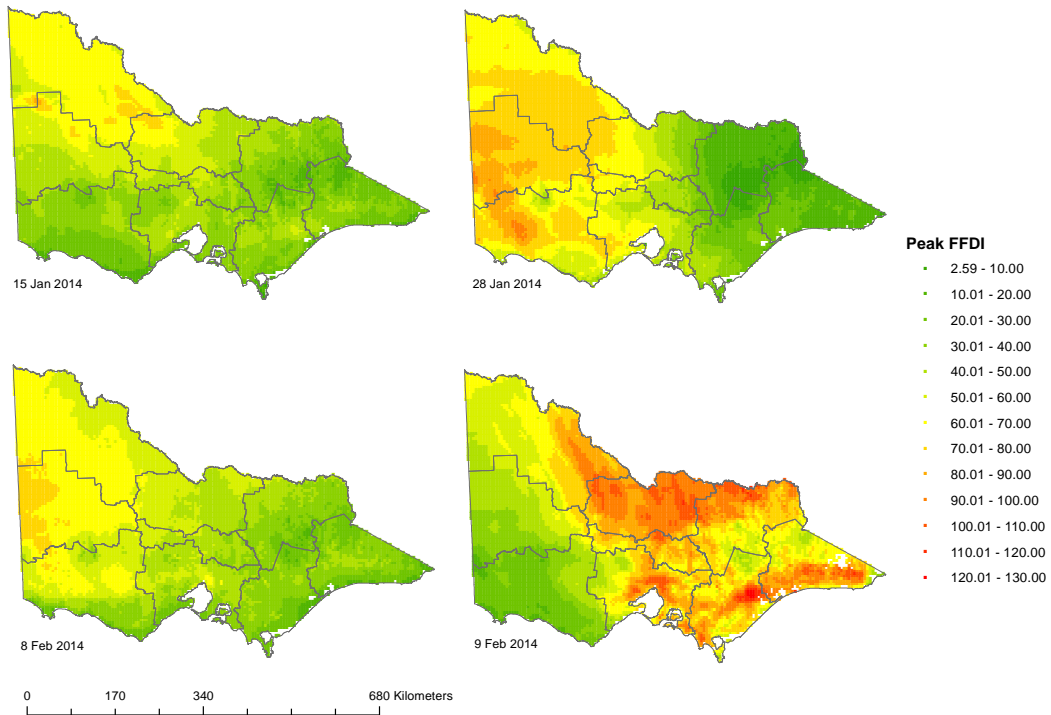 15 Jan 2014
28 Jan 2014
Peak FFDI
2.59 - 10.00
10.01 - 20.00
20.01 - 30.00
30.01 - 40.00
40.01 - 50.00
50.01 - 60.00
60.01 - 70.00
70.01 - 80.00
80.01 - 90.00
90.01 - 100.00
100.01 - 110.00
110.01 - 120.00
120.01 - 130.00
8 Feb 2014
9 Feb 2014
0 170 340 680 Kilometers